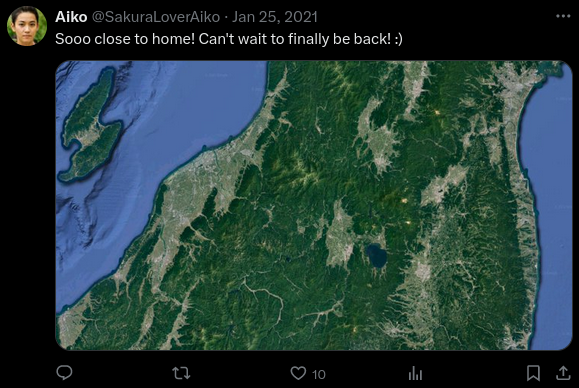 Aiko @SakuraLoverAiko · Jan 25, 2021
Sooo close to home! Can't wait to finally be back! :)
10